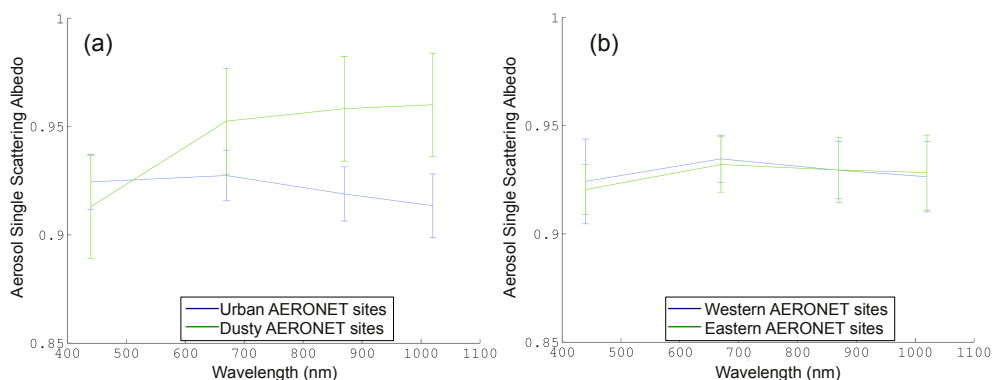 (a)
Aerosol Single Scattering Albedo
1
0.95
0.9
0.85
400 500 600 700 800 900 1000 1100
Wavelength (nm)
Urban AERONET sites
Dusty AERONET sites
(b)
Aerosol Single Scattering Albedo
1
0.95
0.9
0.85
400 500 600 700 800 900 1000 1100
Wavelength (nm)
Western AERONET sites
Eastern AERONET sites